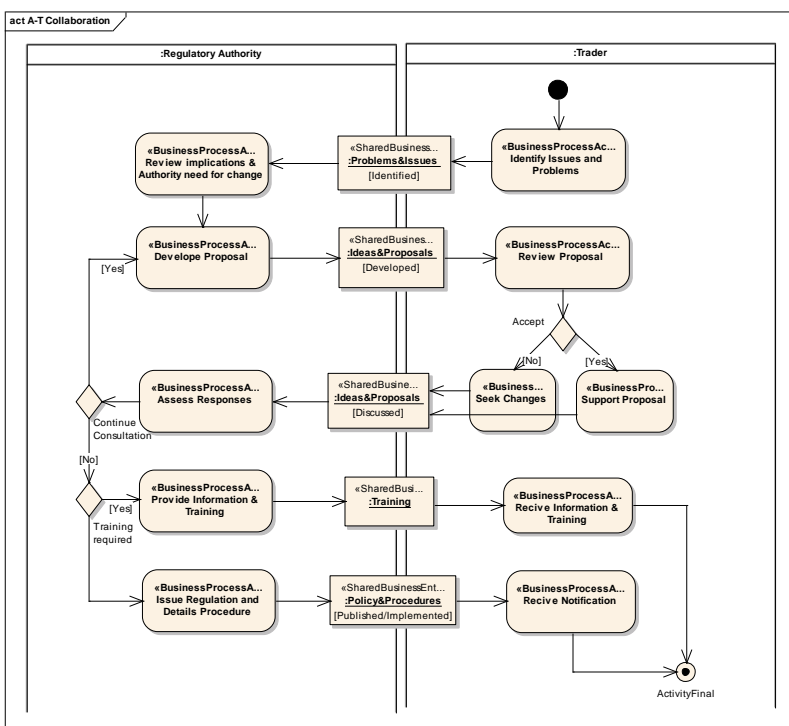 act A-T Collaboration
:Regulatory Authority
:Trader
«BusinessProcessAc...
Identify Issues and
Problems
«SharedBusiness...
:Problems&Issues
[Identified]
«BusinessProcessA...
Review implications &
Authority need for change
«BusinessProcessA...
Develope Proposal
[Yes]
«SharedBusines...
:Ideas&Proposals
[Developed]
«BusinessProcessAc...
Review Proposal
Accept
[No]
[Yes]
«Business...
Seek Changes
«BusinessPro...
Support Proposal
«SharedBusine...
:Ideas&Proposals
[Discussed]
«BusinessProcessA...
Assess Responses
Continue
Consultation
[No]
[Yes]
Training
required
«BusinessProcessA...
Provide Information &
Training
«SharedBusi...
:Training
«BusinessProcessA...
Recive Information &
Training
«BusinessProcessA...
Issue Regulation and
Details Procedure
«SharedBusinessEnt...
:Policy&Procedures
[Published/Implemented]
«BusinessProcessA...
Recive Notification
ActivityFinal